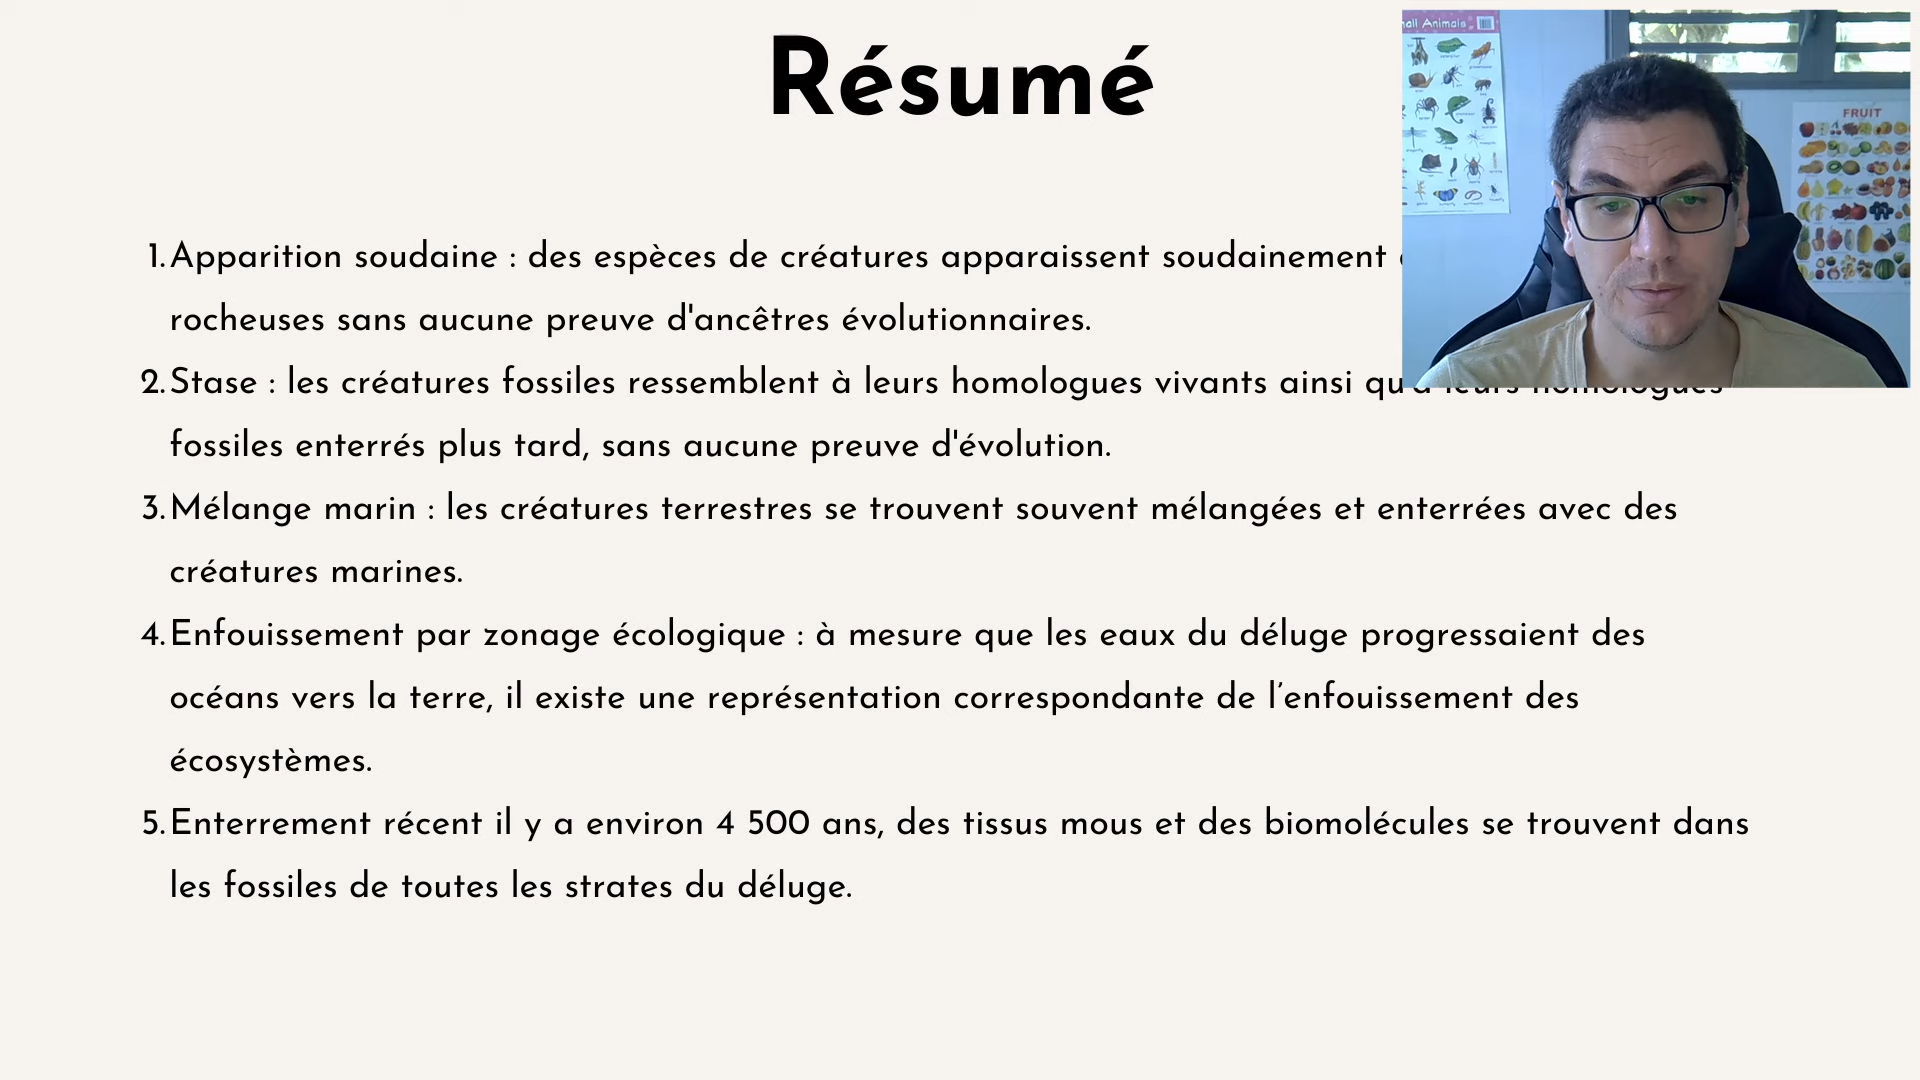 Résumé
all Animals
FRUIT
1. Apparition soudaine : des espèces de créatures apparaissent soudainement
rocheuses sans aucune preuve d'ancêtres évolutionnaires.
2. Stase : les créatures fossiles ressemblent à leurs homologues vivants ainsi qu'à leurs homologues
fossiles enterrés plus tard, sans aucune preuve d'évolution.
3. Mélange marin : les créatures terrestres se trouvent souvent mélangées et enterrées avec des
créatures marines.
4. Enfouissement par zonage écologique : à mesure que les eaux du déluge progressaient des
océans vers la terre, il existe une représentation correspondante de l’enfouissement des
écosystèmes.
5. Enterrement récent il y a environ 4 500 ans, des tissus mous et des biomolécules se trouvent dans
les fossiles de toutes les strates du déluge.